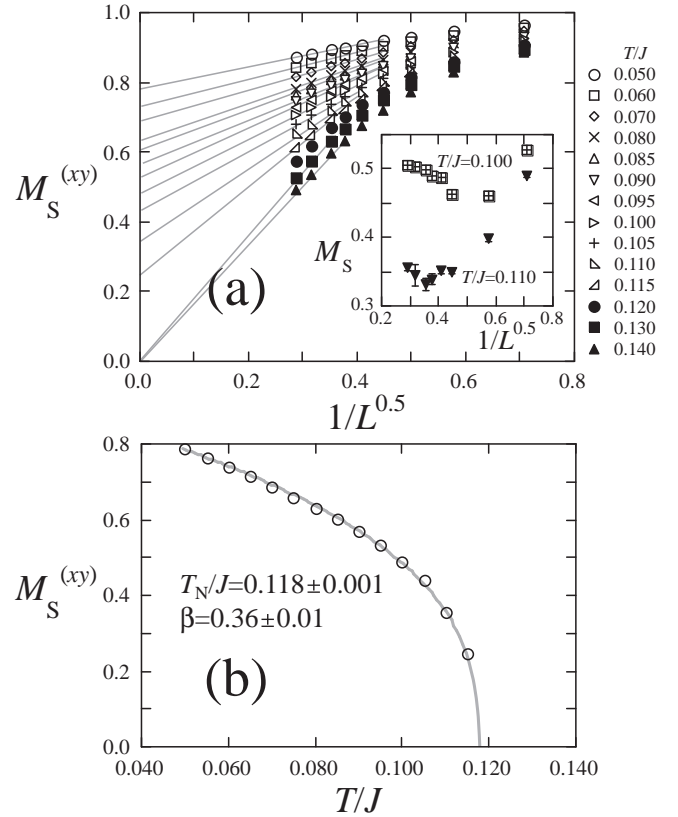 1.0
0.8
0.6
0.4
0.2
0.0
M_S^(xy)
(a)
0.0 0.2 0.4 0.6 0.8
1/L^0.5
T/J
0.050
0.060
0.070
0.080
0.085
0.090
0.095
0.100
0.105
0.110
0.115
0.120
0.130
0.140
0.5
0.4
0.3
M_S
T/J=0.100
T/J=0.110
0.2 0.4 0.6 0.8
1/L^0.5
0.8
0.6
0.4
0.2
0.0
M_S^(xy)
T_N/J=0.118±0.001
β=0.36±0.01
(b)
0.040 0.060 0.080 0.100 0.120 0.140
T/J